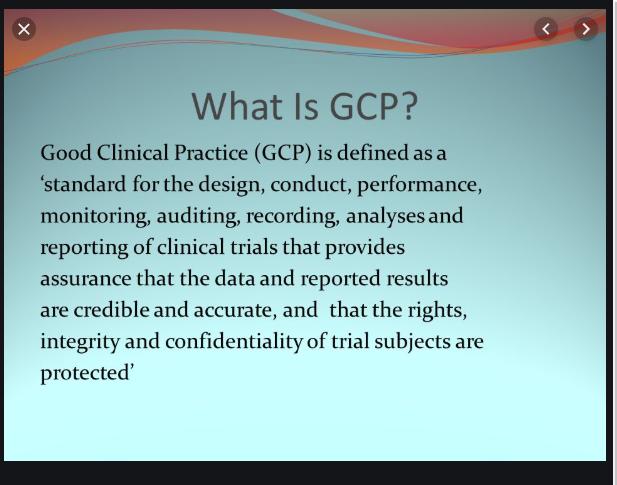 What Is GCP?
Good Clinical Practice (GCP) is defined as a
‘standard for the design, conduct, performance,
monitoring, auditing, recording, analyses and
reporting of clinical trials that provides
assurance that the data and reported results
are credible and accurate, and  that the rights,
integrity and confidentiality of trial subjects are
protected’